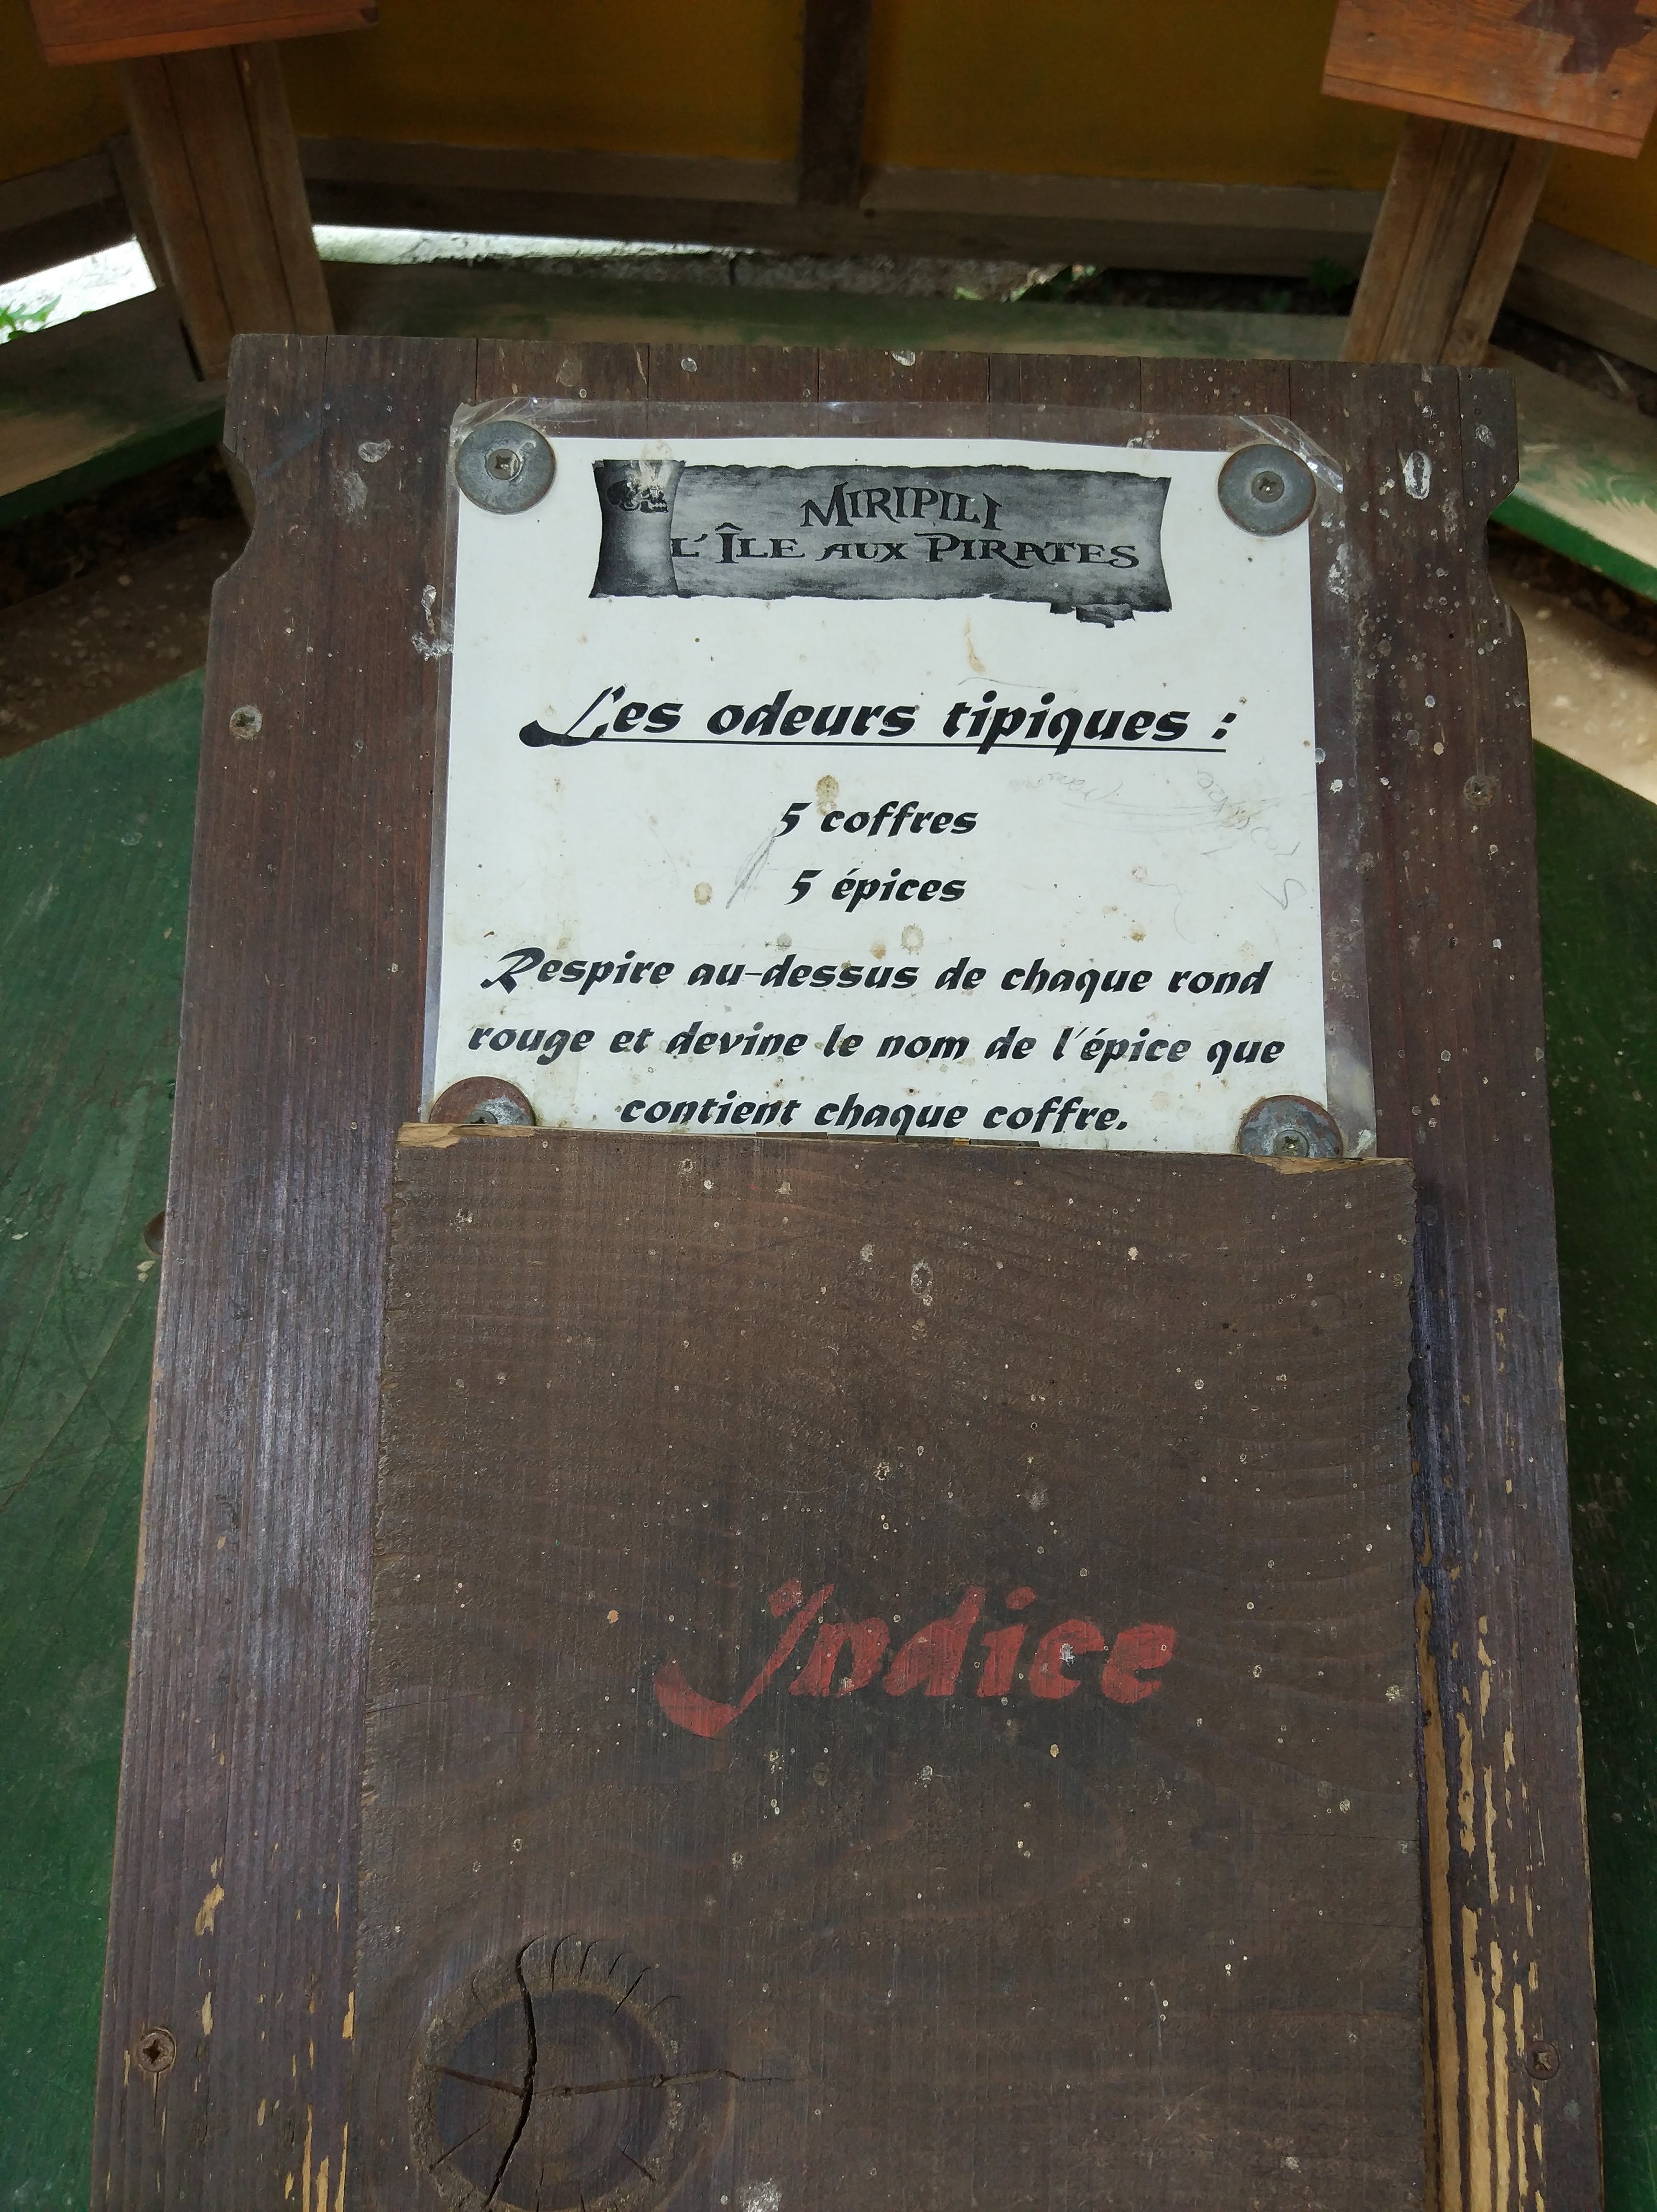 MIRIPILI
L'ÎLE AUX PIRATES
Les odeurs tipiques :
5 coffres
5 épices
Respire au-dessus de chaque rond
rouge et devine le nom de l'épice que
contient chaque coffre.
Indice